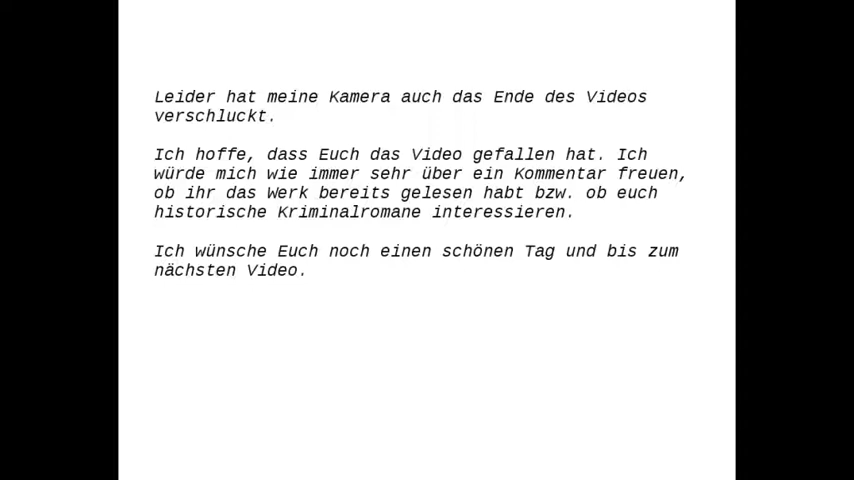 Leider hat meine Kamera auch das Ende des Videos
verschluckt.
Ich hoffe, dass Euch das Video gefallen hat. Ich
würde mich wie immer sehr über ein Kommentar freuen,
ob ihr das Werk bereits gelesen habt bzw. ob euch
historische Kriminalromane interessieren.
Ich wünsche Euch noch einen schönen Tag und bis zum
nächsten Video.